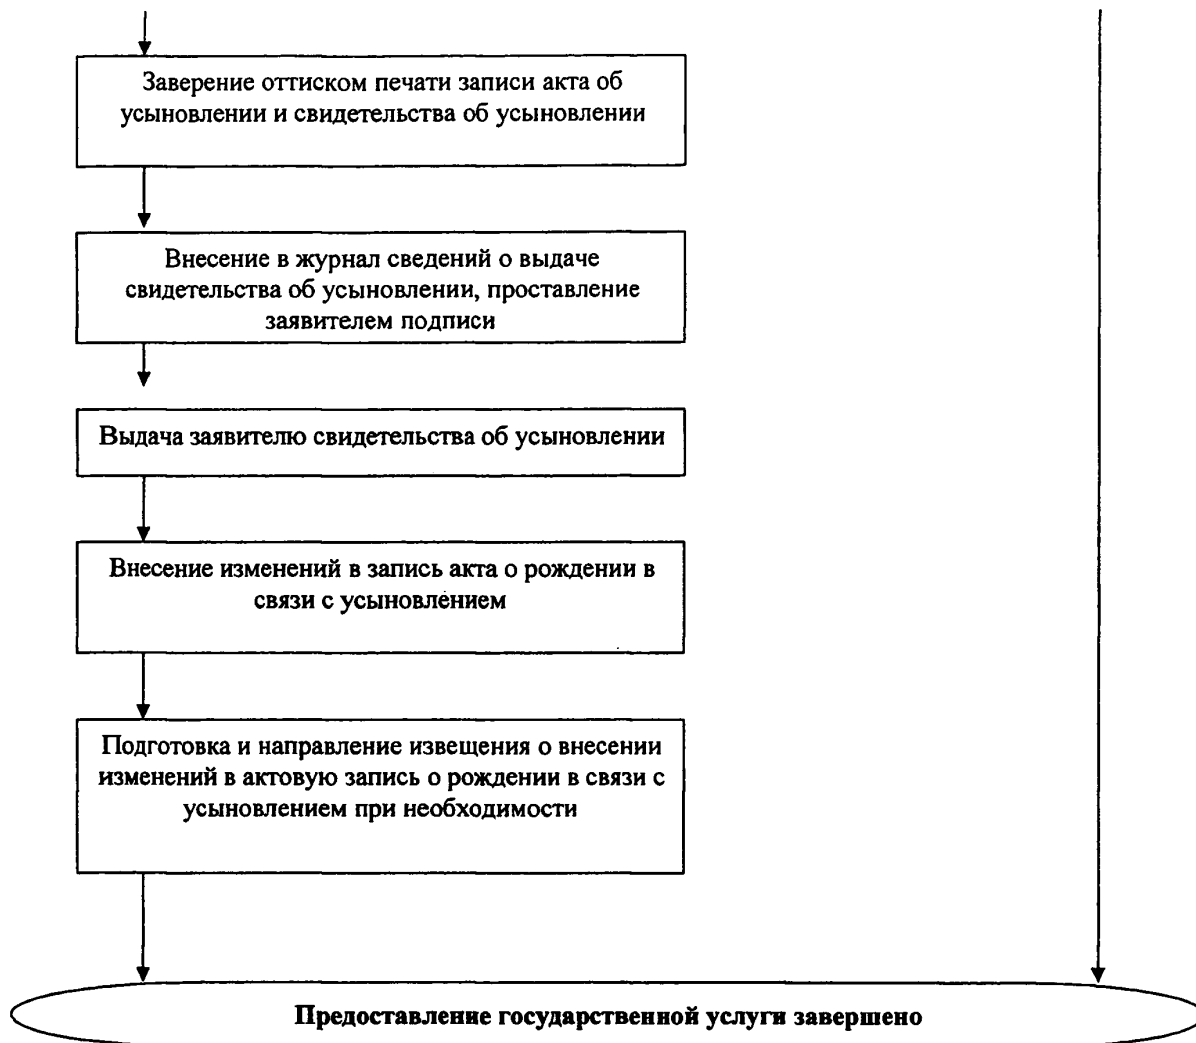 Заверение оттиском печати записи акта об
усыновлении и свидетельства об усыновлении
Внесение в журнал сведений о выдаче
свидетельства об усыновлении, проставление
заявителем подписи
Выдача заявителю свидетельства об усыновлении
Внесение изменений в запись акта о рождении в
связи с усыновлением
Подготовка и направление извещения о внесении
изменений в актовую запись о рождении в связи с
усыновлением при необходимости
Предоставление государственной услуги завершено